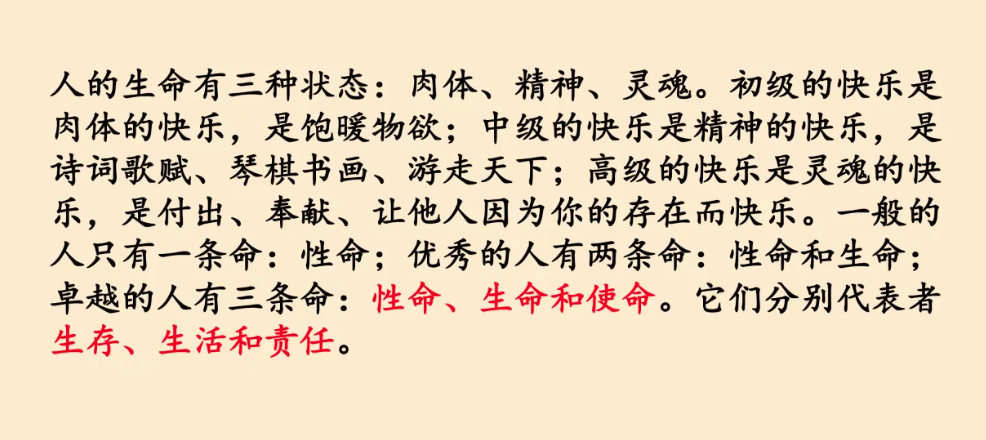 人的生命有三种状态：肉体、精神、灵魂。初级的快乐是
肉体的快乐，是饱暖物欲；中级的快乐是精神的快乐，是
诗词歌赋、琴棋书画、游走天下；高级的快乐是灵魂的快
乐，是付出、奉献、让他人因为你的存在而快乐。一般的
人只有一条命：性命；优秀的人有两条命：性命和生命；
卓越的人有三条命：性命、生命和使命。它们分别代表者
生存、生活和责任。